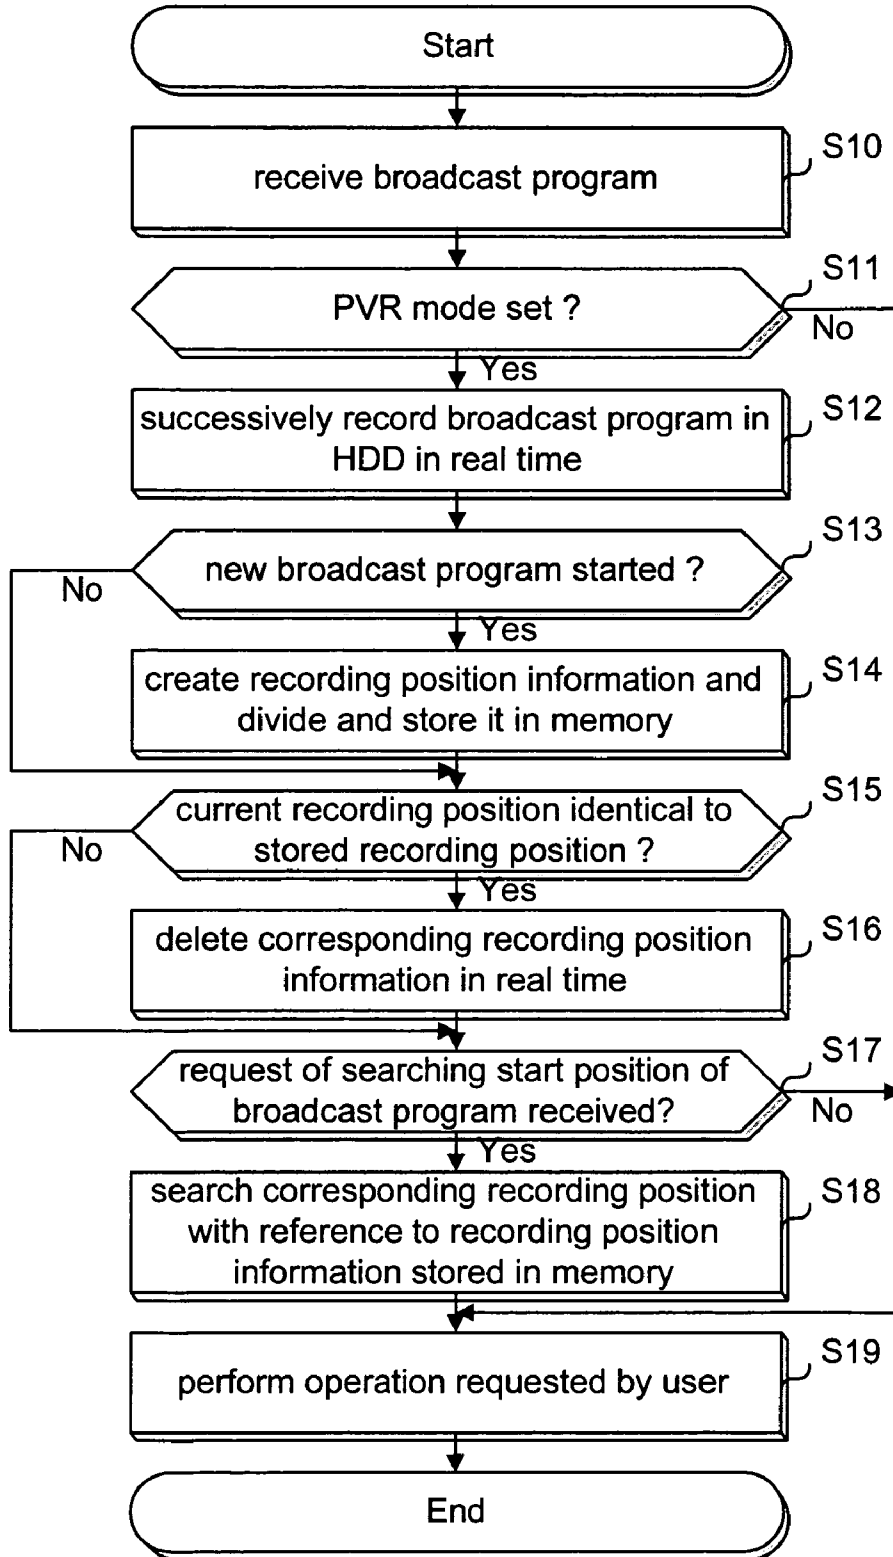 Start
S10
receive broadcast program
S11
PVR mode set ?
No
Yes
S12
successively record broadcast program in
HDD in real time
S13
new broadcast program started ?
No
Yes
S14
create recording position information and
divide and store it in memory
S15
current recording position identical to
stored recording position ?
No
Yes
S16
delete corresponding recording position
information in real time
S17
request of searching start position of
broadcast program received?
No
Yes
S18
search corresponding recording position
with reference to recording position
information stored in memory
S19
perform operation requested by user
End